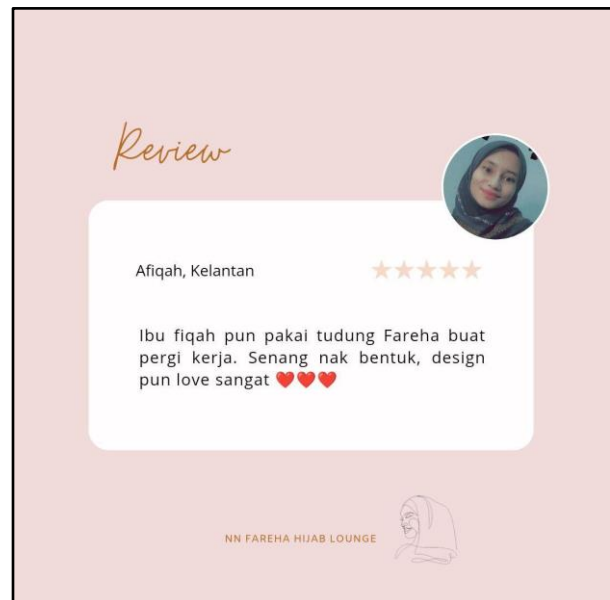 Review
Afiqah, Kelantan
Ibu fiqah pun pakai tudung Fareha buat
pergi kerja. Senang nak bentuk, design
pun love sangat ❤️❤️❤️
NN FAREHA HIJAB LOUNGE